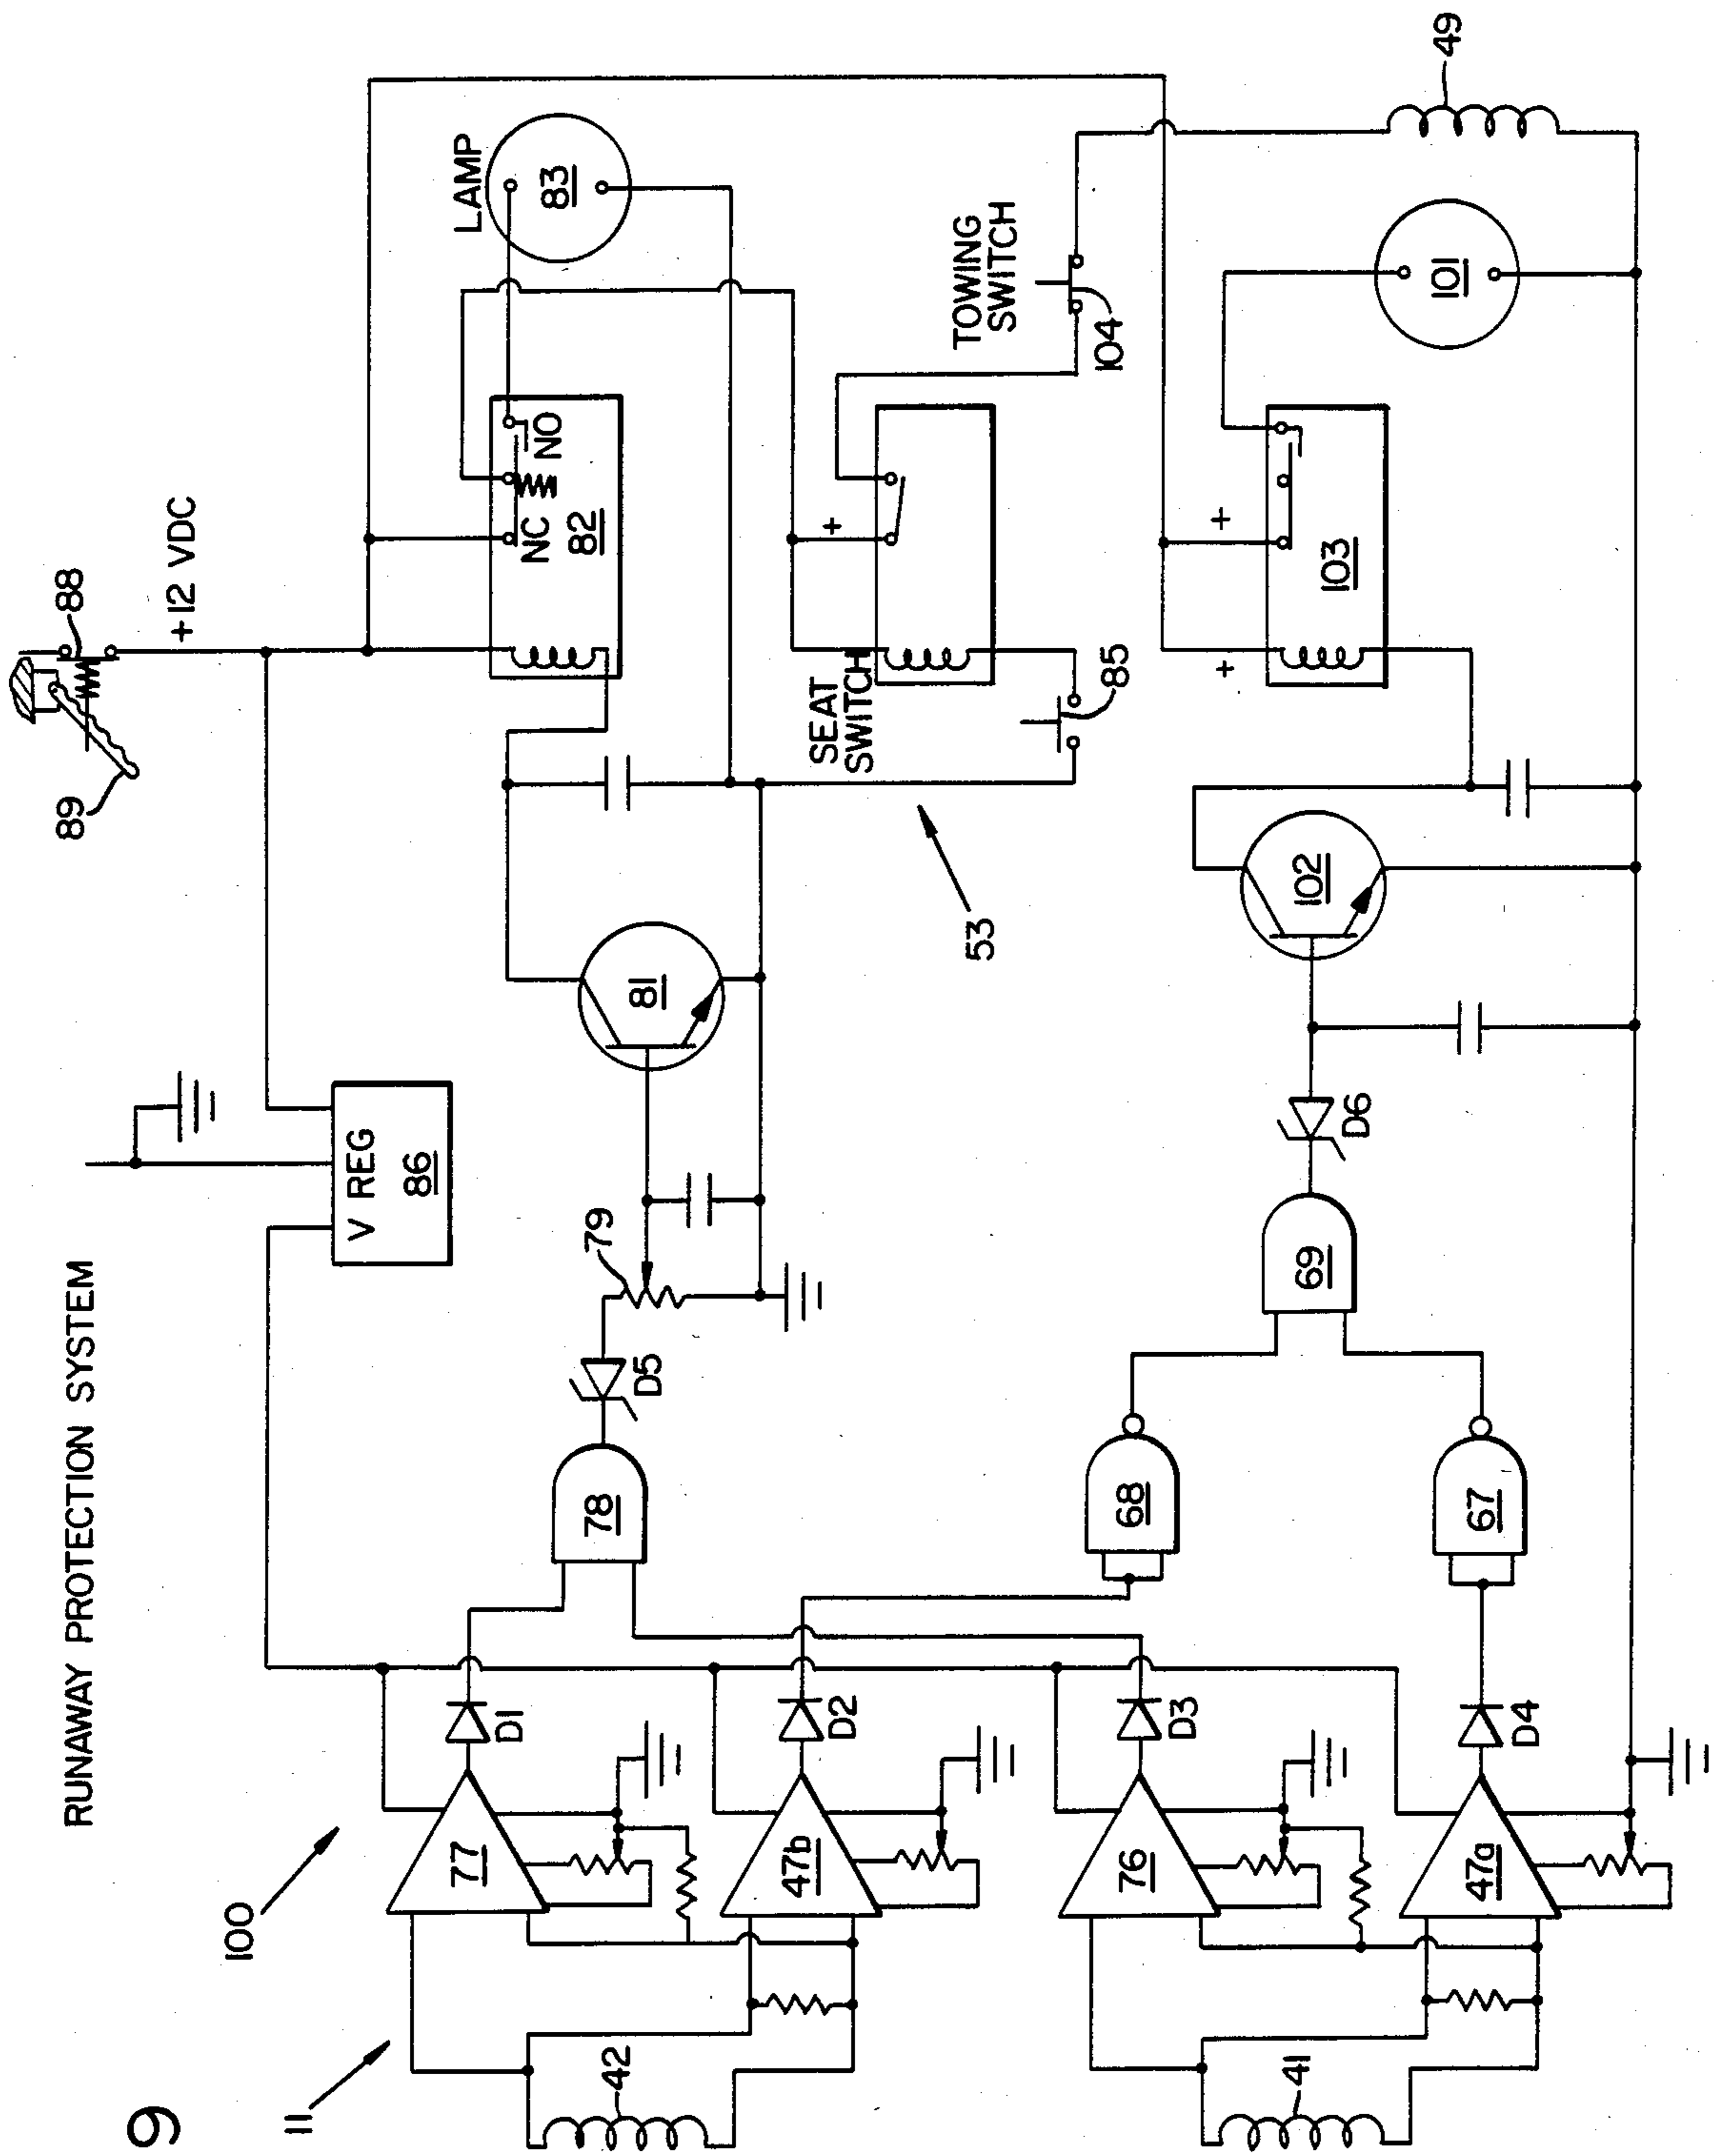 RUNAWAY PROTECTION SYSTEM
9
11
100
89
88
+12 VDC
V REG
86
LAMP
83
NC
NO
82
77
D1
78
D5
79
81
42
47b
D2
53
SEAT
SWITCH
+
85
TOWING
SWITCH
104
49
76
D3
68
69
D6
102
+
+
103
101
41
47a
D4
67